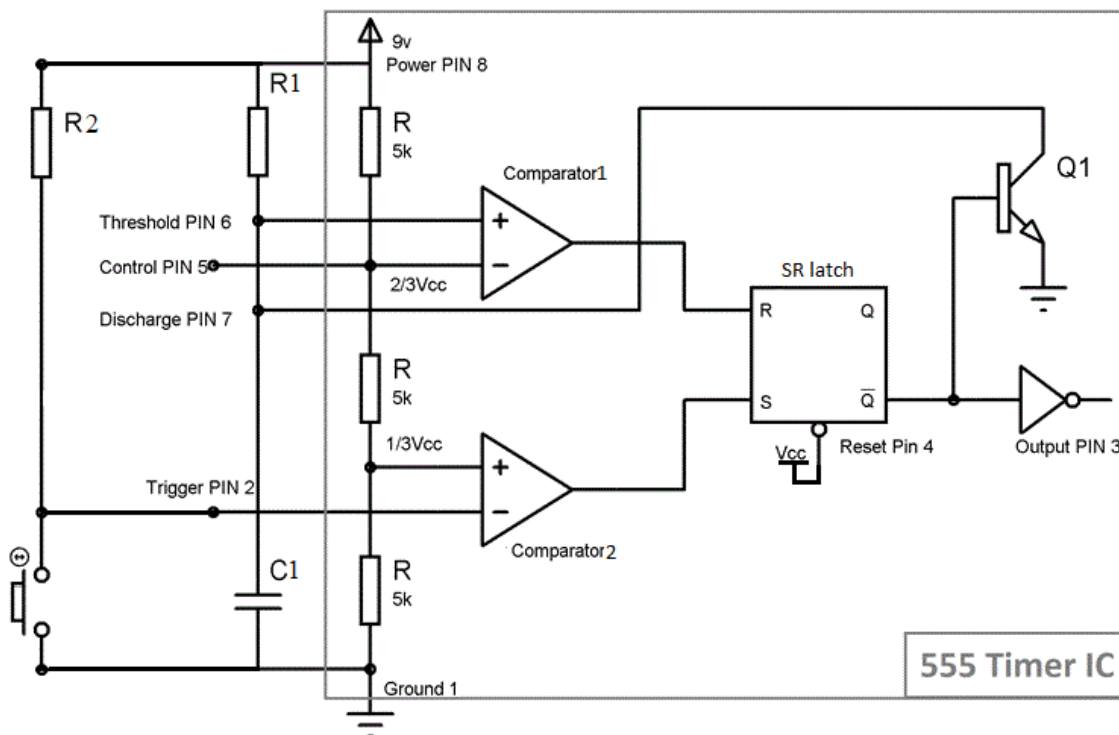 9v
Power PIN 8
R1
R2
R
5k
Comparator1
Q1
Threshold PIN 6
+
Control PIN 5
−
2/3Vcc
SR latch
Discharge PIN 7
R
Q
R
5k
S
Q̅
1/3Vcc
+
Vcc
Reset Pin 4
Output PIN 3
Trigger PIN 2
−
Comparator2
C1
R
5k
555 Timer IC
Ground 1